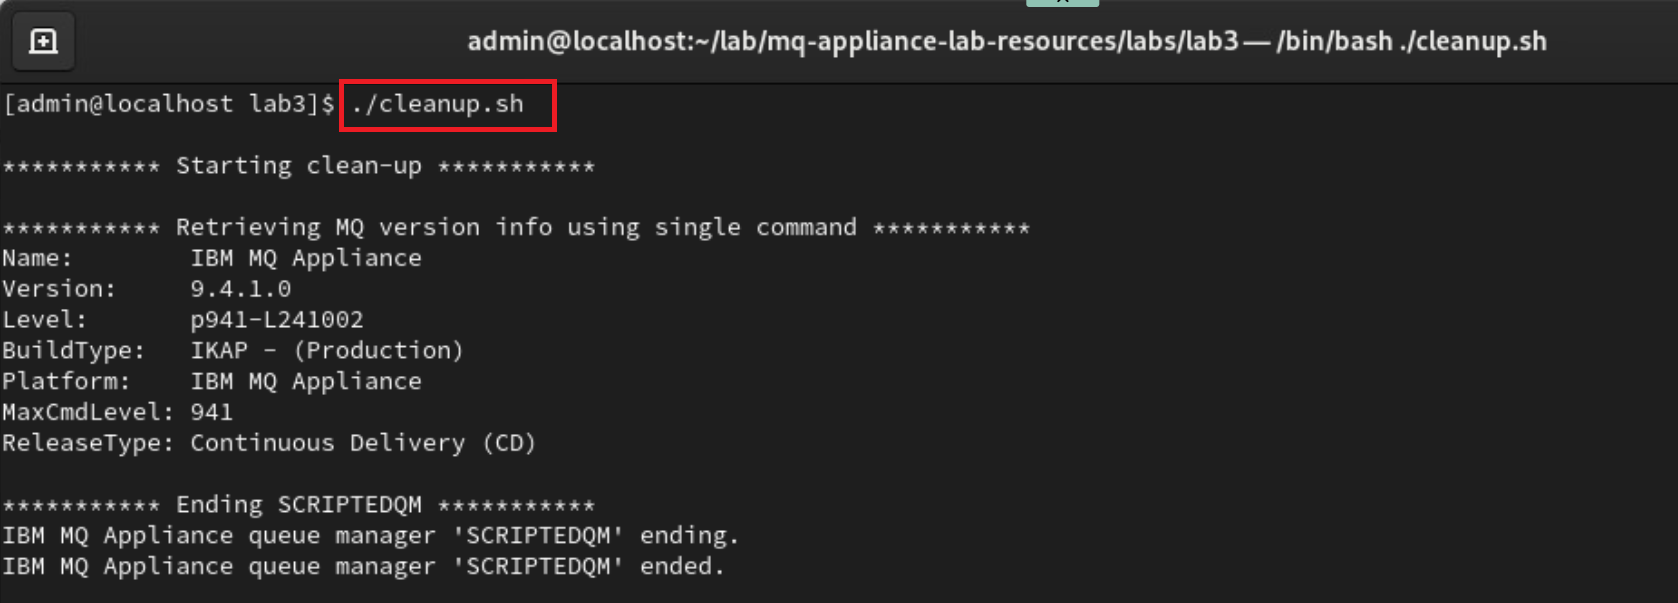 admin@localhost:~/lab/mq-appliance-lab-resources/labs/lab3 — /bin/bash ./cleanup.sh
[admin@localhost lab3]$ ./cleanup.sh
*********** Starting clean-up ***********
*********** Retrieving MQ version info using single command ***********
Name:        IBM MQ Appliance
Version:     9.4.1.0
Level:       p941-L241002
BuildType:   IKAP - (Production)
Platform:    IBM MQ Appliance
MaxCmdLevel: 941
ReleaseType: Continuous Delivery (CD)
*********** Ending SCRIPTEDQM ***********
IBM MQ Appliance queue manager 'SCRIPTEDQM' ending.
IBM MQ Appliance queue manager 'SCRIPTEDQM' ended.